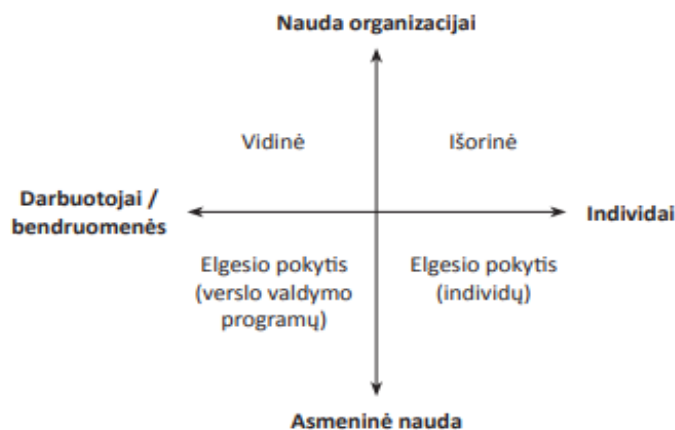 Nauda organizacijai
Vidinė
Išorinė
Darbuotojai /
bendruomenės
Individai
Elgesio pokytis
(verslo valdymo
programų)
Elgesio pokytis
(individų)
Asmeninė nauda